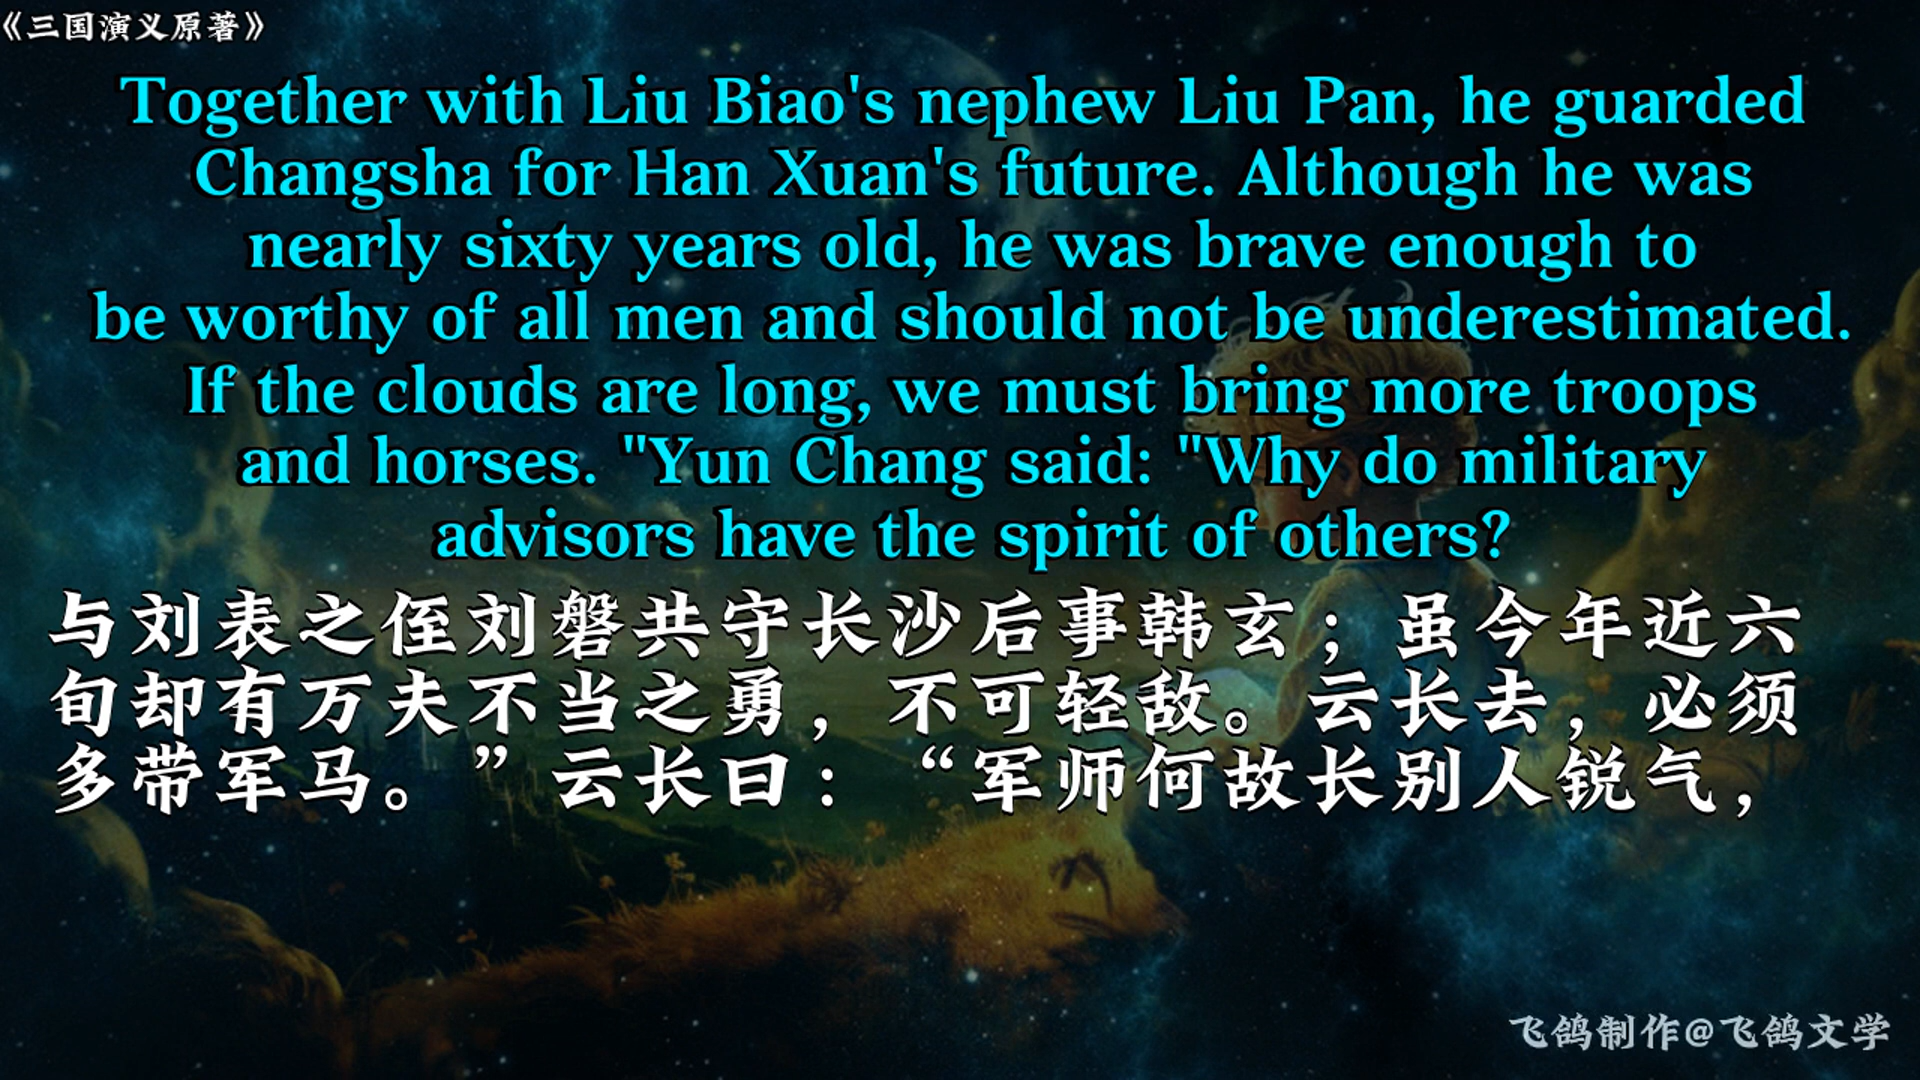 《三国演义原著》
Together with Liu Biao's nephew Liu Pan, he guarded
Changsha for Han Xuan's future. Although he was
nearly sixty years old, he was brave enough to
be worthy of all men and should not be underestimated.
If the clouds are long, we must bring more troops
and horses. "Yun Chang said: "Why do military
advisors have the spirit of others?
与刘表之侄刘磐共守长沙后事韩玄；虽今年近六
旬却有万夫不当之勇，不可轻敌。云长去，必须
多带军马。”云长曰：“军师何故长别人锐气，
飞鸽制作@飞鸽文学